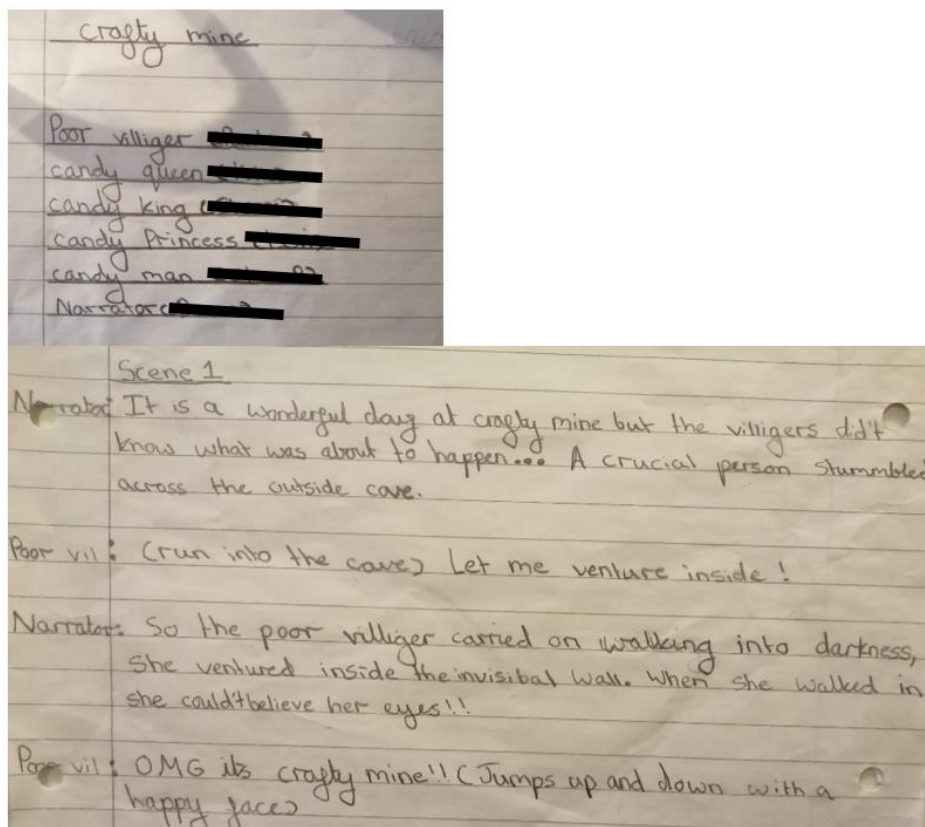 crafty mine
Poor villiger
candy queen
candy king
candy Princess
candy man
Narrator
Scene 1
Narrator: It is a wonderful day at crafty mine but the villigers did't
know what was about to happen... A crucial person stummbled
across the outside cave.
Poor vil: (run into the cave) Let me venture inside!
Narrator: So the poor villiger carried on walking into darkness,
She ventured inside the invisibal wall. When she walked in
she could't believe her eyes!!
Poor vil: OMG its crafty mine!! (Jumps up and down with a
happy face)